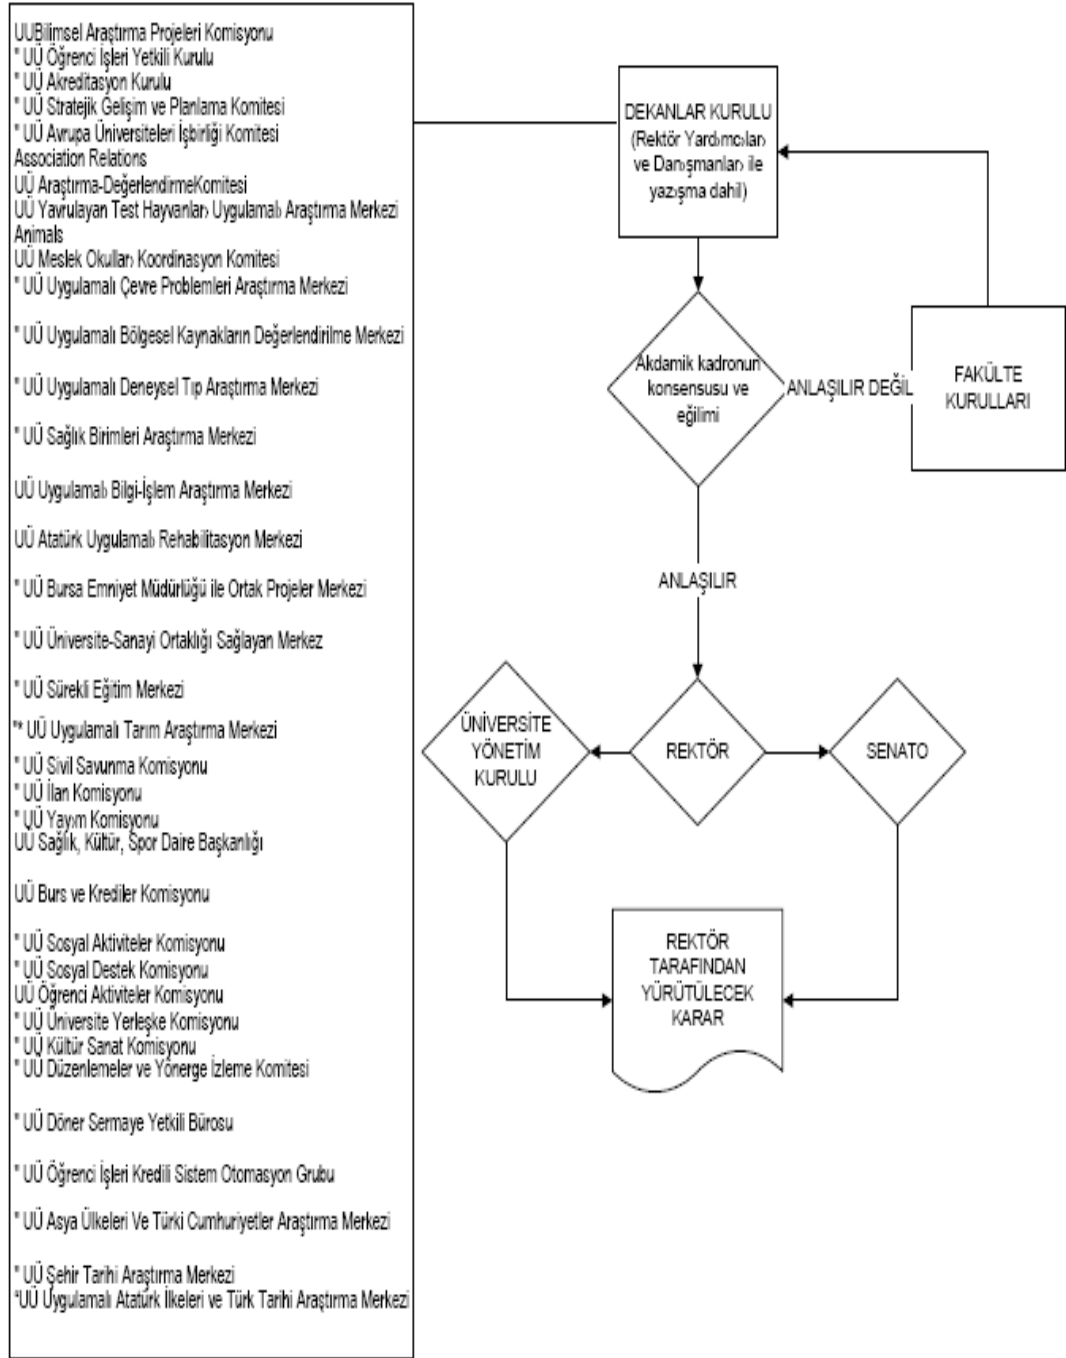 UUBilimsel Araştırma Projeleri Komisyonu
" UÜ Öğrenci İşleri Yetkili Kurulu
" UÜ Akreditasyon Kurulu
" UÜ Stratejik Gelişim ve Planlama Komitesi
" UÜ Avrupa Üniversiteleri İşbirliği Komitesi
Association Relations
UÜ Araştırma-DeğerlendirmeKomitesi
UÜ Yavrulayan Test Hayvanları Uygulamalı Araştırma Merkezi
Animals
UÜ Meslek Okulları Koordinasyon Komitesi
" UÜ Uygulamalı Çevre Problemleri Araştırma Merkezi
" UÜ Uygulamalı Bölgesel Kaynakların Değerlendirilme Merkezi
" UÜ Uygulamalı Deneysel Tıp Araştırma Merkezi
" UÜ Sağlık Birimleri Araştırma Merkezi
UÜ Uygulamalı Bilgi-İşlem Araştırma Merkezi
UÜ Atatürk Uygulamalı Rehabilitasyon Merkezi
" UÜ Bursa Emniyet Müdürlüğü ile Ortak Projeler Merkezi
" UÜ Üniversite-Sanayi Ortaklığı Sağlayan Merkez
" UÜ Sürekli Eğitim Merkezi
"* UÜ Uygulamalı Tarım Araştırma Merkezi
" UÜ Sivil Savunma Komisyonu
" UÜ İlan Komisyonu
" UÜ Yayım Komisyonu
UÜ Sağlık, Kültür, Spor Daire Başkanlığı
UÜ Burs ve Krediler Komisyonu
" UÜ Sosyal Aktiviteler Komisyonu
" UÜ Sosyal Destek Komisyonu
UÜ Öğrenci Aktiviteler Komisyonu
" UÜ Üniversite Yerleşke Komisyonu
" UÜ Kültür Sanat Komisyonu
" UÜ Düzenlemeler ve Yönerge İzleme Komitesi
" UÜ Döner Sermaye Yetkili Bürosu
" UÜ Öğrenci İşleri Kredili Sistem Otomasyon Grubu
" UÜ Asya Ülkeleri Ve Türki Cumhuriyetler Araştırma Merkezi
" UÜ Şehir Tarihi Araştırma Merkezi
"UÜ Uygulamalı Atatürk İlkeleri ve Türk Tarihi Araştırma Merkezi
DEKANLAR KURULU
(Rektör Yardımcıları
ve Danışmanları ile
yazışma dahil)
Akdamik kadronun
konsensusu ve
eğilimi
ANLAŞILIR DEĞİL
FAKÜLTE
KURULLARI
ANLAŞILIR
ÜNİVERSİTE
YÖNETİM
KURULU
REKTÖR
SENATO
REKTÖR
TARAFINDAN
YÜRÜTÜLECEK
KARAR